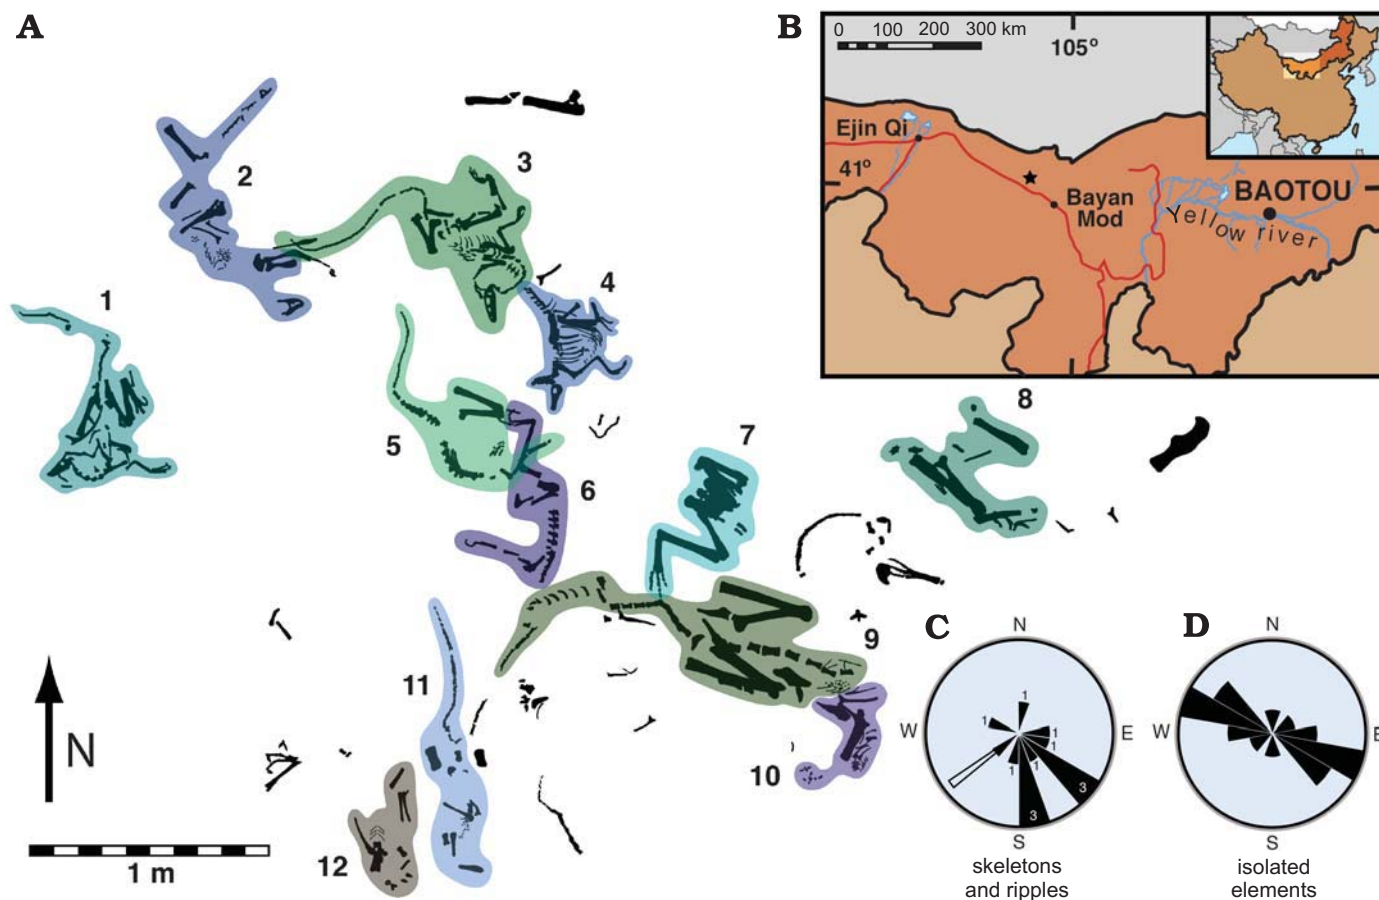 A
1
2
3
4
5
6
7
8
9
10
11
12
N
1 m
B
0 100 200 300 km
105º
Ejin Qi
41º
Bayan
Mod
BAOTOU
Yellow river
C
N
W
E
S
1
1
1
1
1
1
3
3
skeletons
and ripples
D
N
W
E
S
isolated
elements